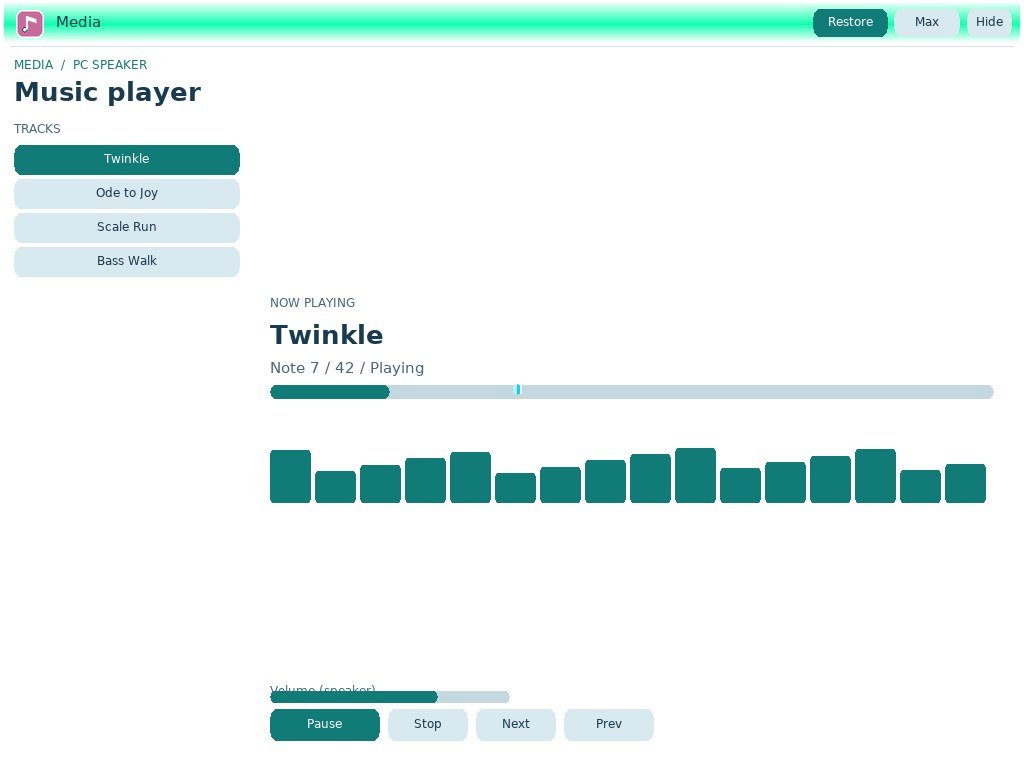 Media
Restore
Max
Hide
MEDIA / PC SPEAKER
Music player
TRACKS
Twinkle
Ode to Joy
Scale Run
Bass Walk
NOW PLAYING
Twinkle
Note 7 / 42 / Playing
Volume (speaker)
Pause
Stop
Next
Prev